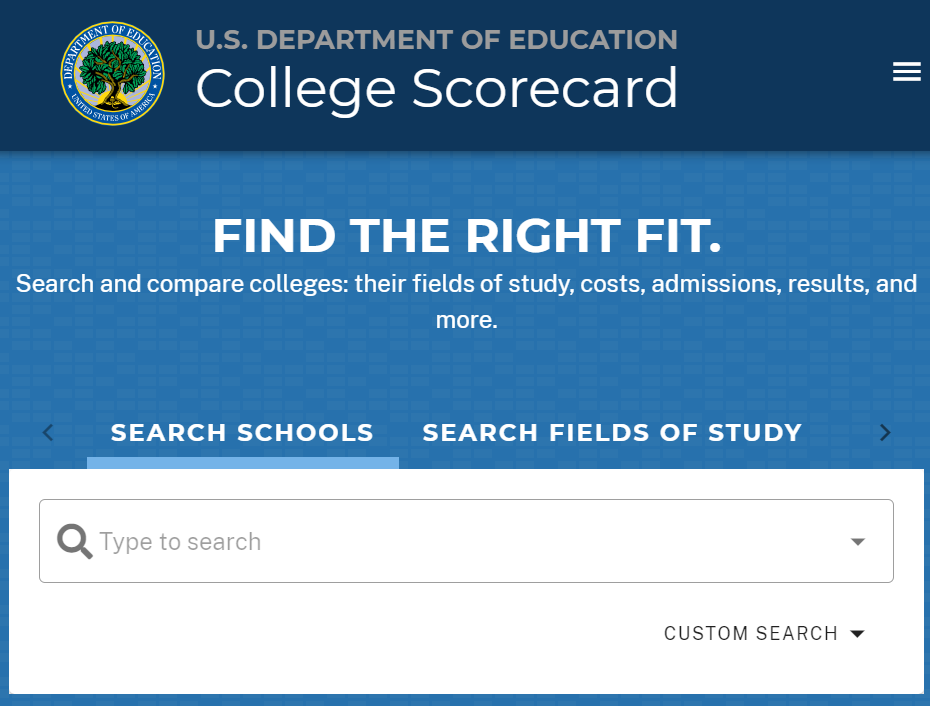 U.S. DEPARTMENT OF EDUCATION
College Scorecard
DEPARTMENT OF EDUCATION
UNITED STATES OF AMERICA
FIND THE RIGHT FIT.
Search and compare colleges: their fields of study, costs, admissions, results, and
more.
SEARCH SCHOOLS
SEARCH FIELDS OF STUDY
Type to search
CUSTOM SEARCH